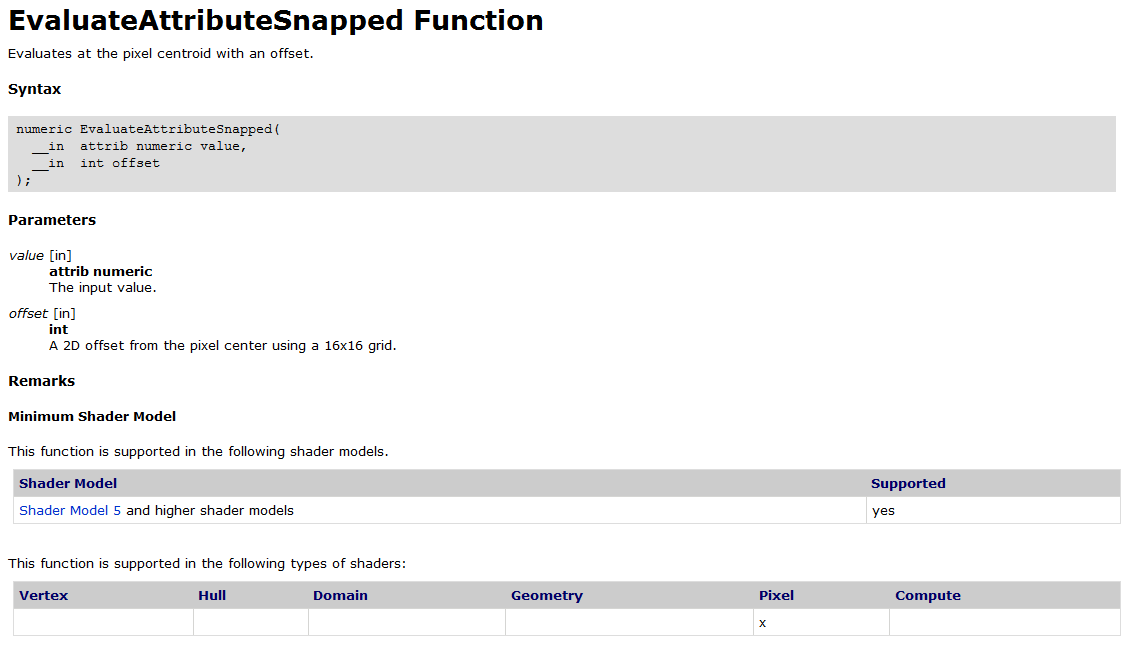 EvaluateAttributeSnapped Function
Evaluates at the pixel centroid with an offset.
Syntax
numeric EvaluateAttributeSnapped(
  __in  attrib numeric value,
  __in  int offset
);
Parameters
value [in]
attrib numeric
The input value.
offset [in]
int
A 2D offset from the pixel center using a 16x16 grid.
Remarks
Minimum Shader Model
This function is supported in the following shader models.
Shader Model Supported
Shader Model 5 and higher shader models yes
This function is supported in the following types of shaders:
Vertex Hull Domain Geometry Pixel Compute
x